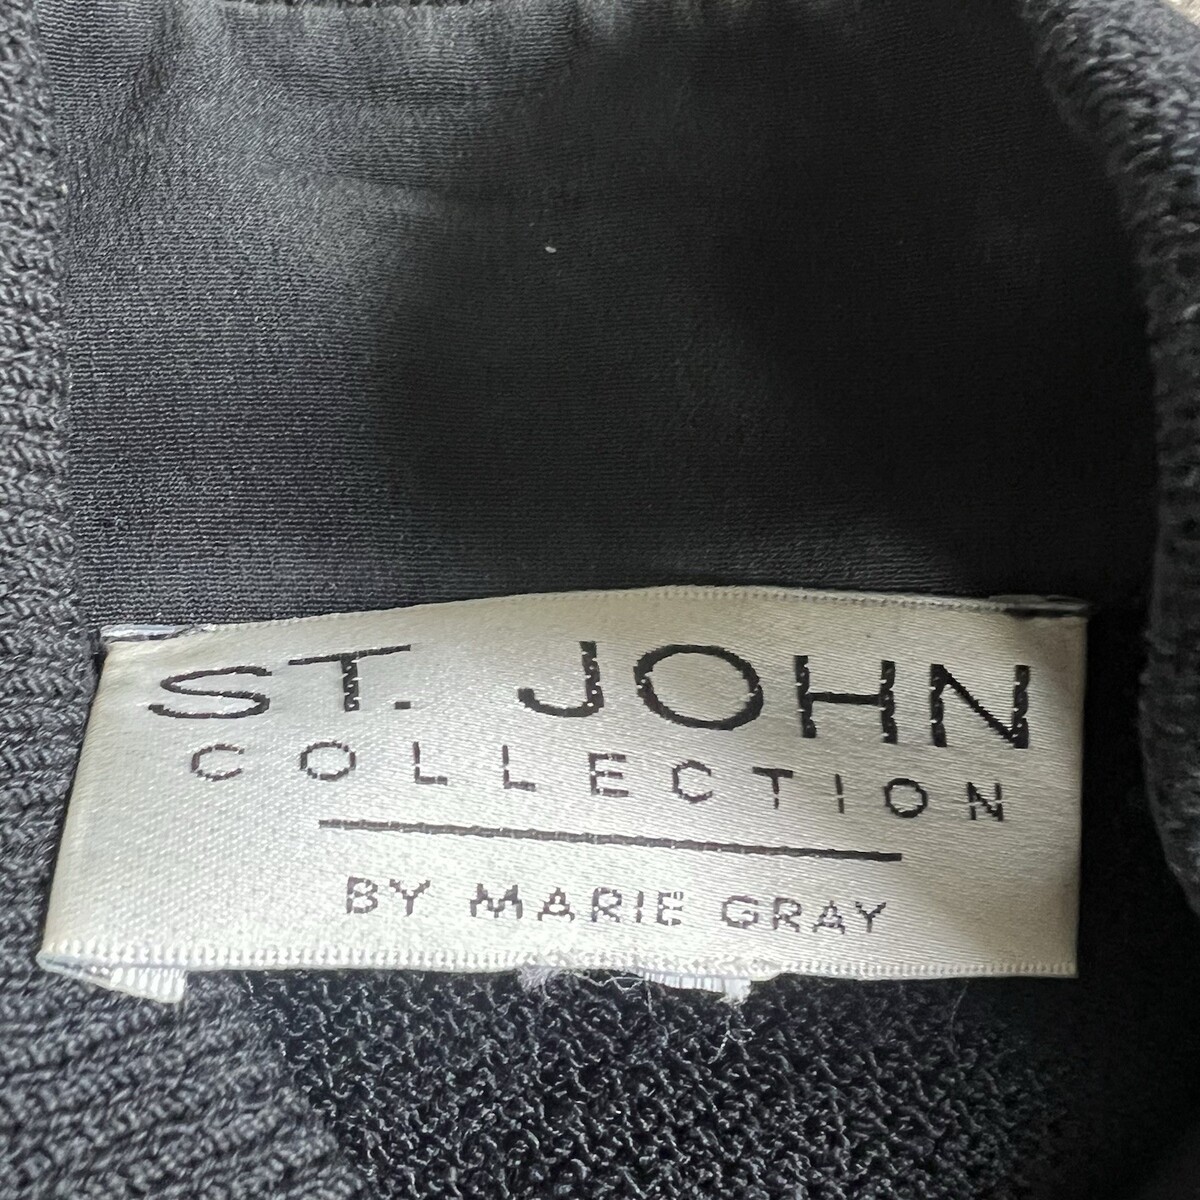 ST. JOHN
COLLECTION
BY MARIE GRAY